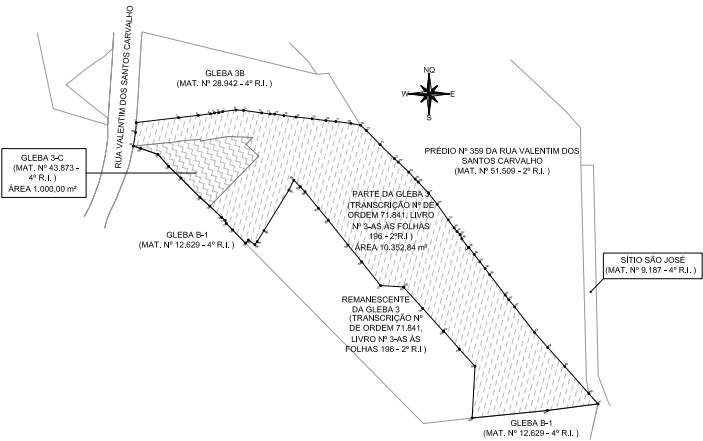 RUA VALENTIM DOS SANTOS CARVALHO
GLEBA 3B
(MAT. Nº 28.942 - 4º R.I. )
NQ
W
E
S
GLEBA 3-C
(MAT. Nº 43.873 -
4º R.I.)
ÁREA 1.000,00 m²
PRÉDIO Nº 359 DA RUA VALENTIM DOS
SANTOS CARVALHO
(MAT. Nº 51.509 - 2º R.I.)
PARTE DA GLEBA 3
(TRANSCRIÇÃO Nº DE
ORDEM 71.841, LIVRO
Nº 3-AS ÀS FOLHAS
196 - 2ºR.I )
ÁREA 10.352,84 m²
GLEBA B-1
(MAT. Nº 12.629 - 4º R.I. )
SÍTIO SÃO JOSÉ
(MAT. Nº 9.187 - 4º R.I. )
REMANESCENTE
DA GLEBA 3
(TRANSCRIÇÃO Nº
DE ORDEM 71.841,
LIVRO Nº 3-AS ÀS
FOLHAS 196 - 2º R.I )
GLEBA B-1
(MAT. Nº 12.629 - 4º R.I. )